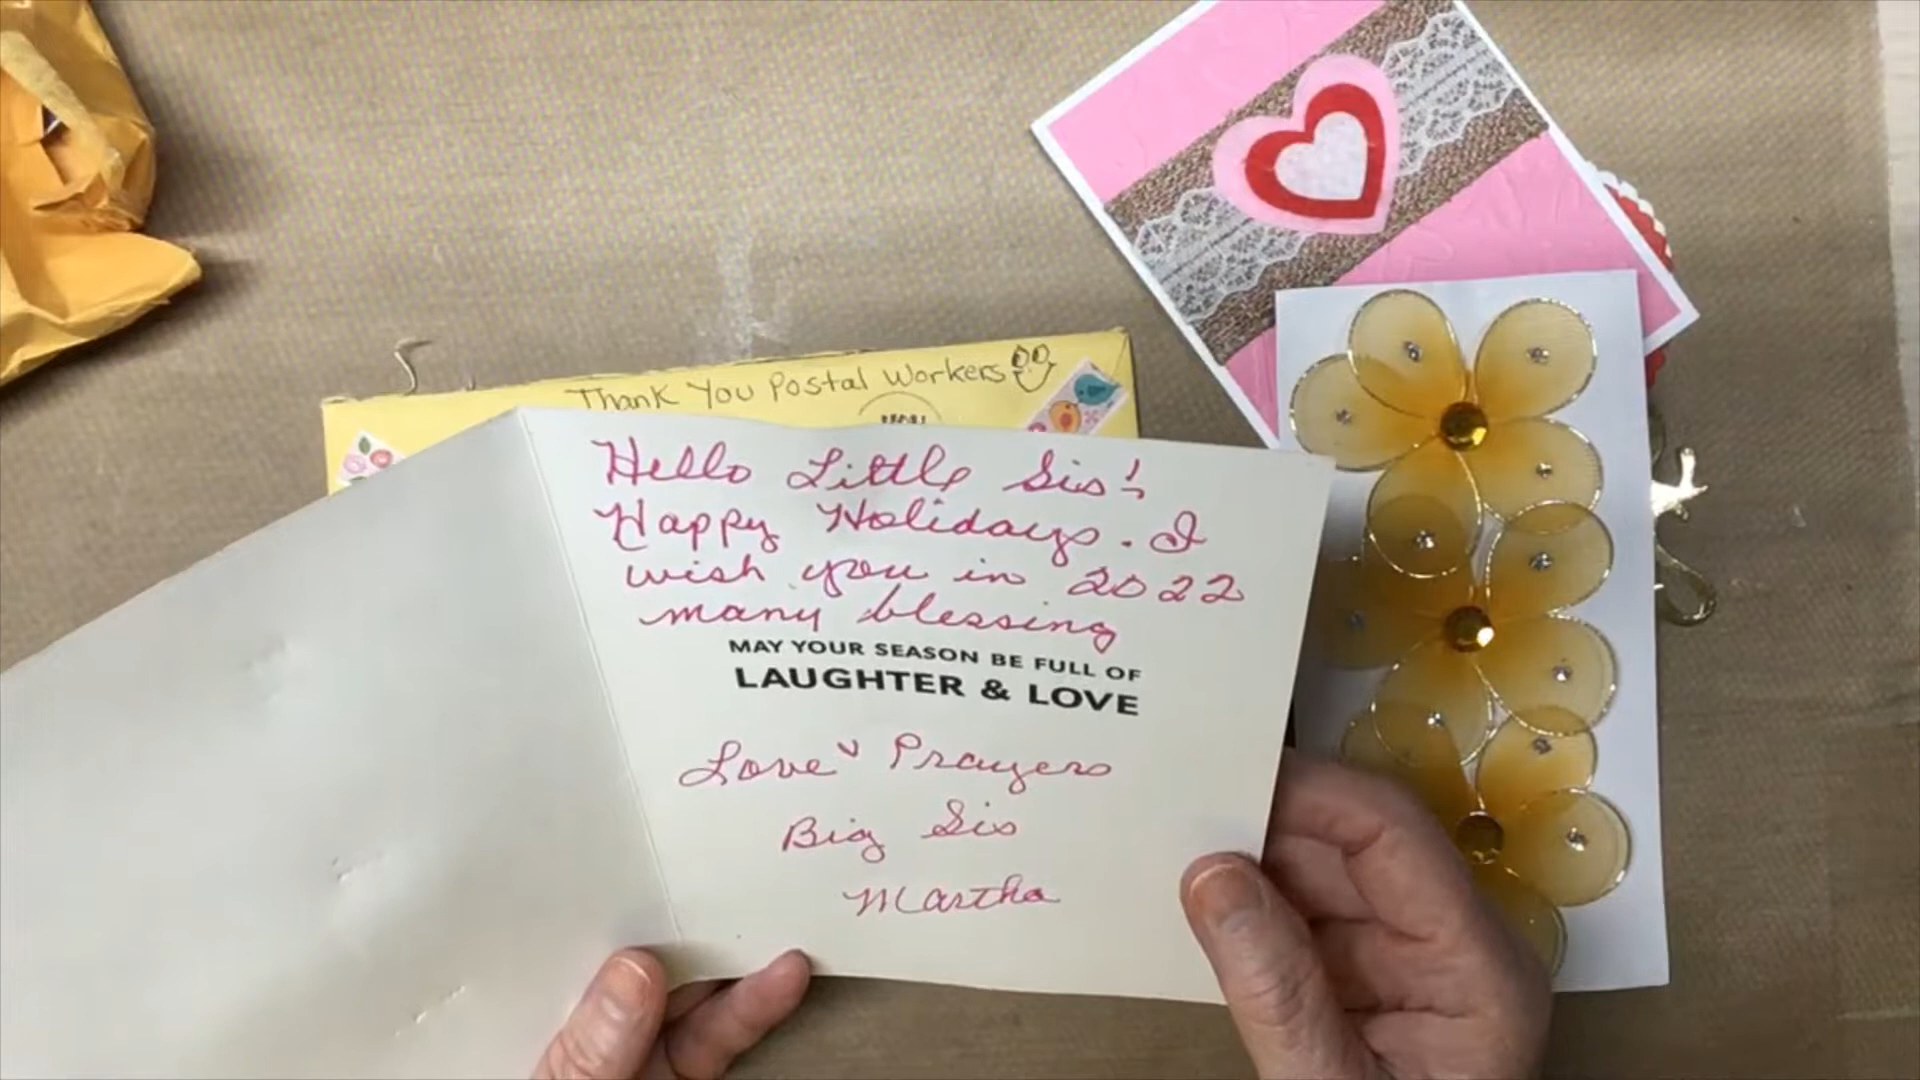 Thank You Postal Workers
Hello Little Sis!
Happy Holidays. I
wish you in 2022
many blessing
MAY YOUR SEASON BE FULL OF
LAUGHTER & LOVE
Love & Prayers
Big Sis
Martha